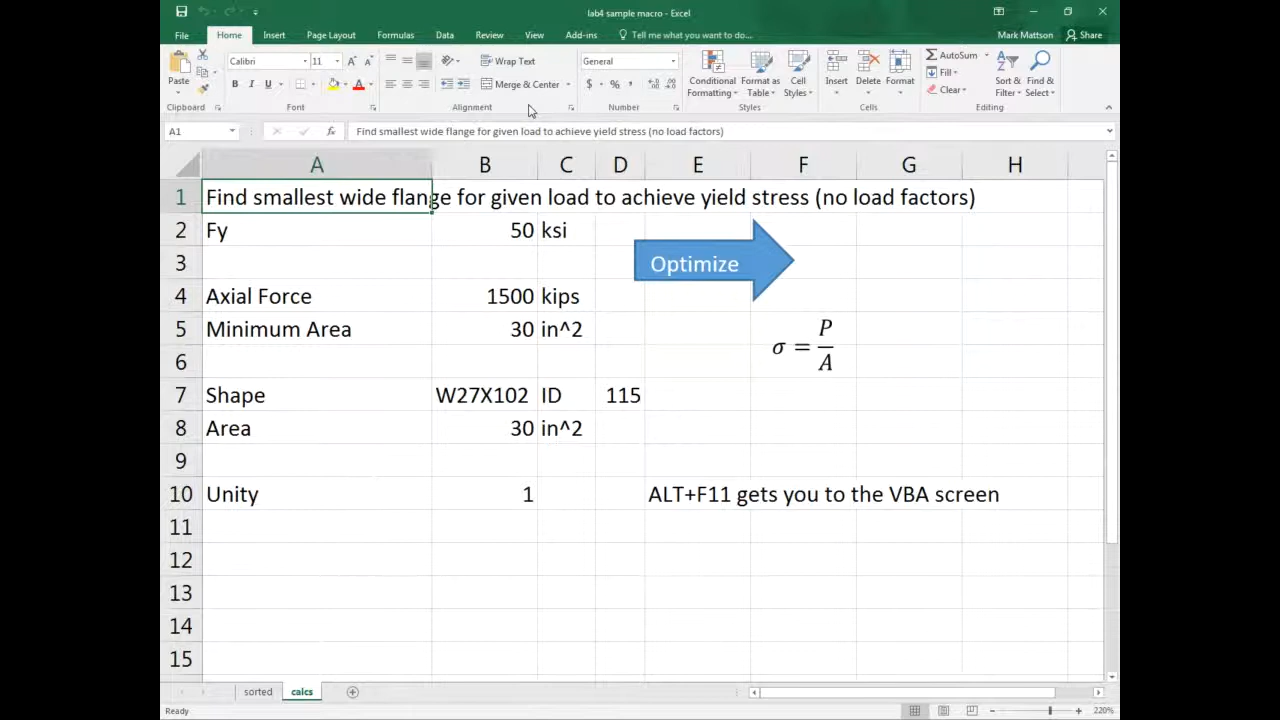 lab4 sample macro - Excel
File Home Insert Page Layout Formulas Data Review View Add-ins Tell me what you want to do... Mark Mattson Share
Paste
Clipboard
Calibri 11
B I U
Font
Wrap Text
Merge & Center
Alignment
General
$ % ,
Number
Conditional Formatting
Format as Table
Cell Styles
Styles
Insert Delete Format
Cells
AutoSum
Fill
Clear
Sort & Filter
Find & Select
Editing
A1 fx Find smallest wide flange for given load to achieve yield stress (no load factors)
A B C D E F G H
1 Find smallest wide flange for given load to achieve yield stress (no load factors)
2 Fy 50 ksi
Optimize
3
4 Axial Force 1500 kips
5 Minimum Area 30 in^2
σ = P/A
6
7 Shape W27X102 ID 115
8 Area 30 in^2
9
10 Unity 1 ALT+F11 gets you to the VBA screen
11
12
13
14
15
sorted calcs
Ready 220%